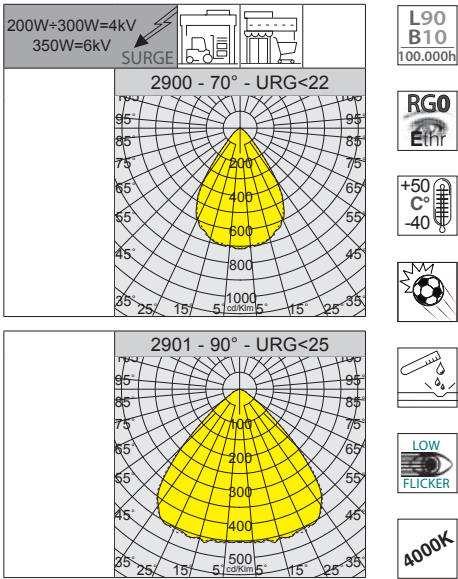 200W÷300W=4kV
350W=6kV
SURGE
2900 - 70° - URG<22
105° 105°
95° 95°
85° 85°
75° 75°
65° 65°
55° 55°
45° 45°
35° 35°
25° 15° 5° 5° 15° 25°
200
400
600
800
1000
cd/Klm
2901 - 90° - URG<25
105° 105°
95° 95°
85° 85°
75° 75°
65° 65°
55° 55°
45° 45°
35° 35°
25° 15° 5° 5° 15° 25°
100
200
300
400
500
cd/Klm
L90
B10
100.000h
RG0
Ethr
+50
C°
-40
LOW
FLICKER
4000K